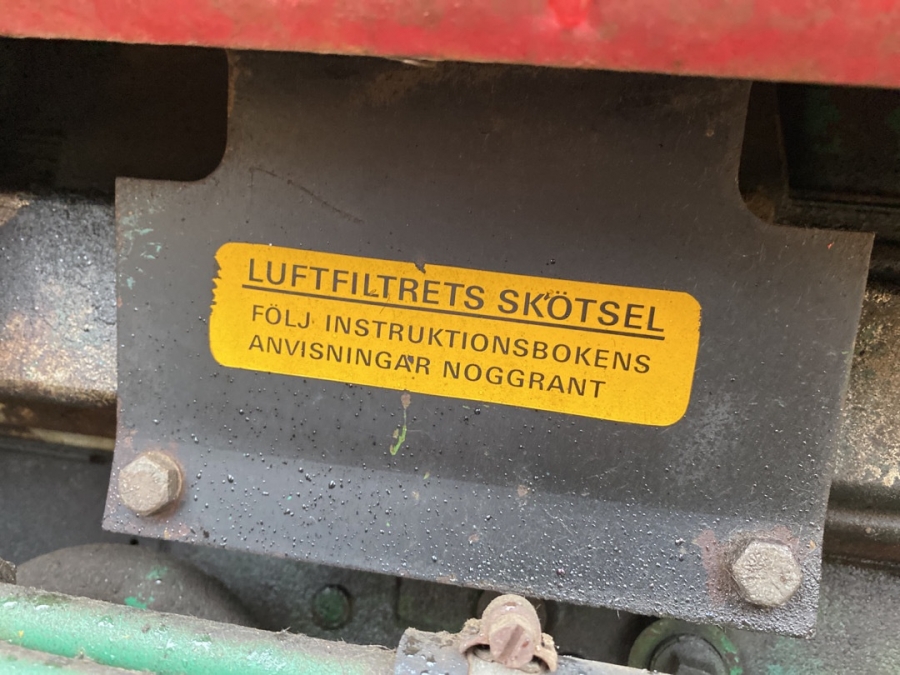 LUFTFILTRETS SKÖTSEL
FÖLJ INSTRUKTIONSBOKENS
ANVISNINGAR NOGGRANT